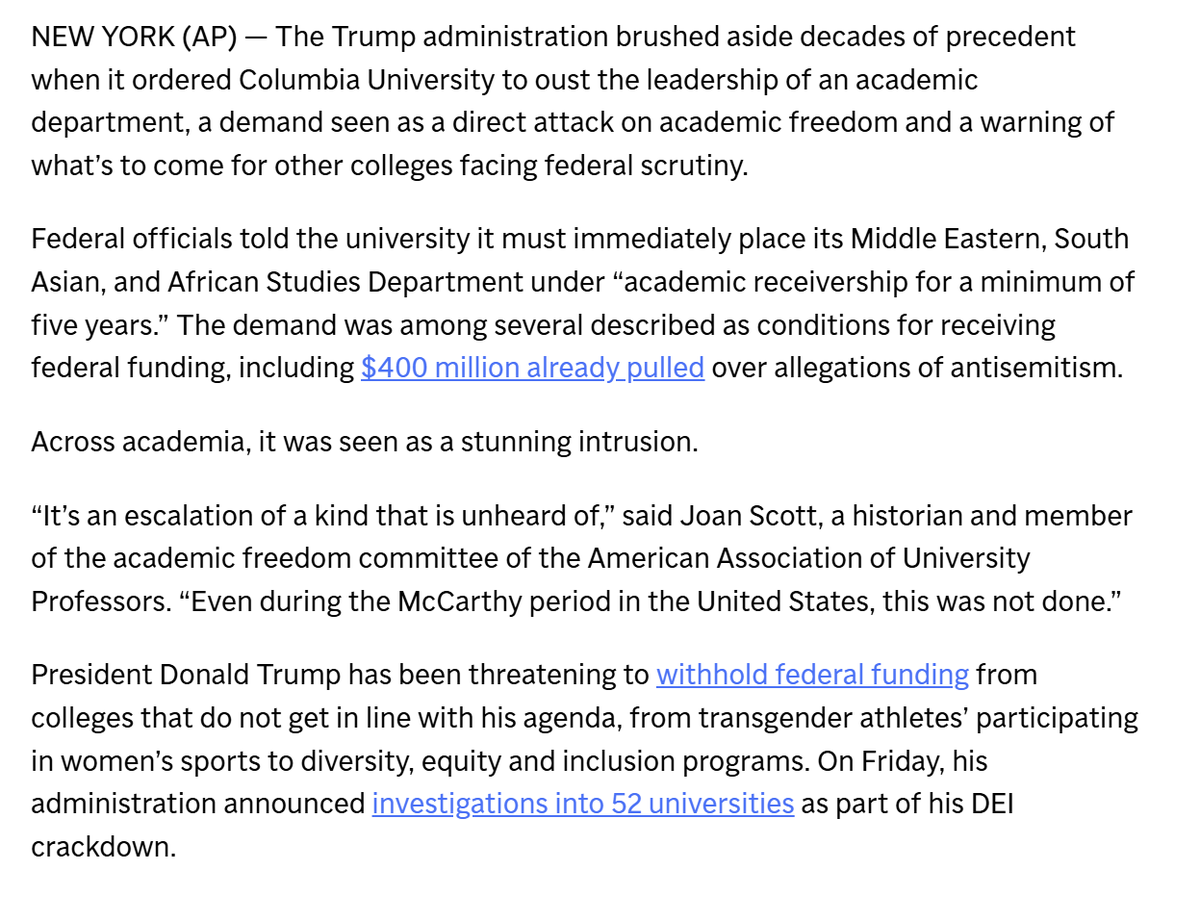 NEW YORK (AP) — The Trump administration brushed aside decades of precedent
when it ordered Columbia University to oust the leadership of an academic
department, a demand seen as a direct attack on academic freedom and a warning of
what’s to come for other colleges facing federal scrutiny.
Federal officials told the university it must immediately place its Middle Eastern, South
Asian, and African Studies Department under “academic receivership for a minimum of
five years.” The demand was among several described as conditions for receiving
federal funding, including $400 million already pulled over allegations of antisemitism.
Across academia, it was seen as a stunning intrusion.
“It’s an escalation of a kind that is unheard of,” said Joan Scott, a historian and member
of the academic freedom committee of the American Association of University
Professors. “Even during the McCarthy period in the United States, this was not done.”
President Donald Trump has been threatening to withhold federal funding from
colleges that do not get in line with his agenda, from transgender athletes’ participating
in women’s sports to diversity, equity and inclusion programs. On Friday, his
administration announced investigations into 52 universities as part of his DEI
crackdown.